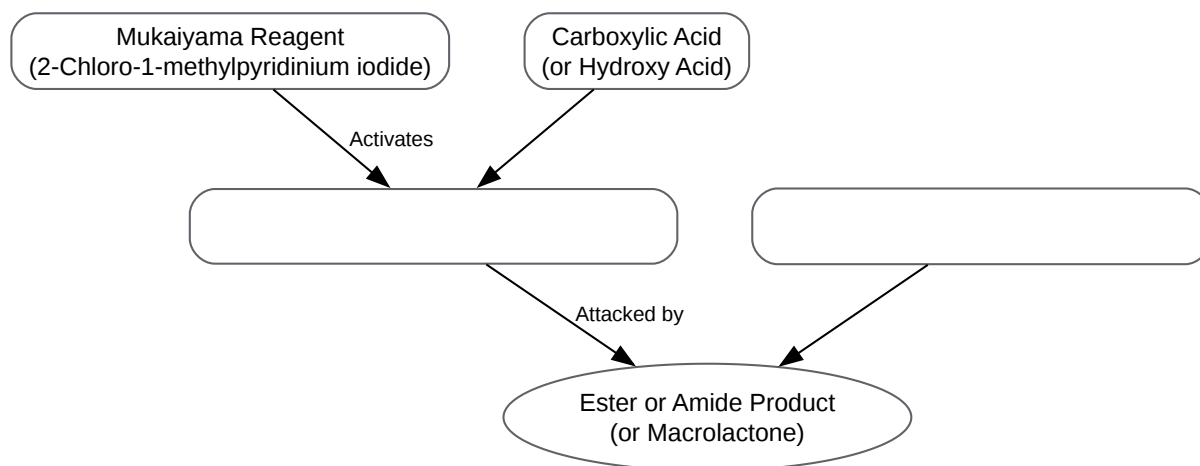 Mukaiyama Reagent
(2-Chloro-1-methylpyridinium iodide)
Carboxylic Acid
(or Hydroxy Acid)
Activates
Attacked by
Ester or Amide Product
(or Macrolactone)